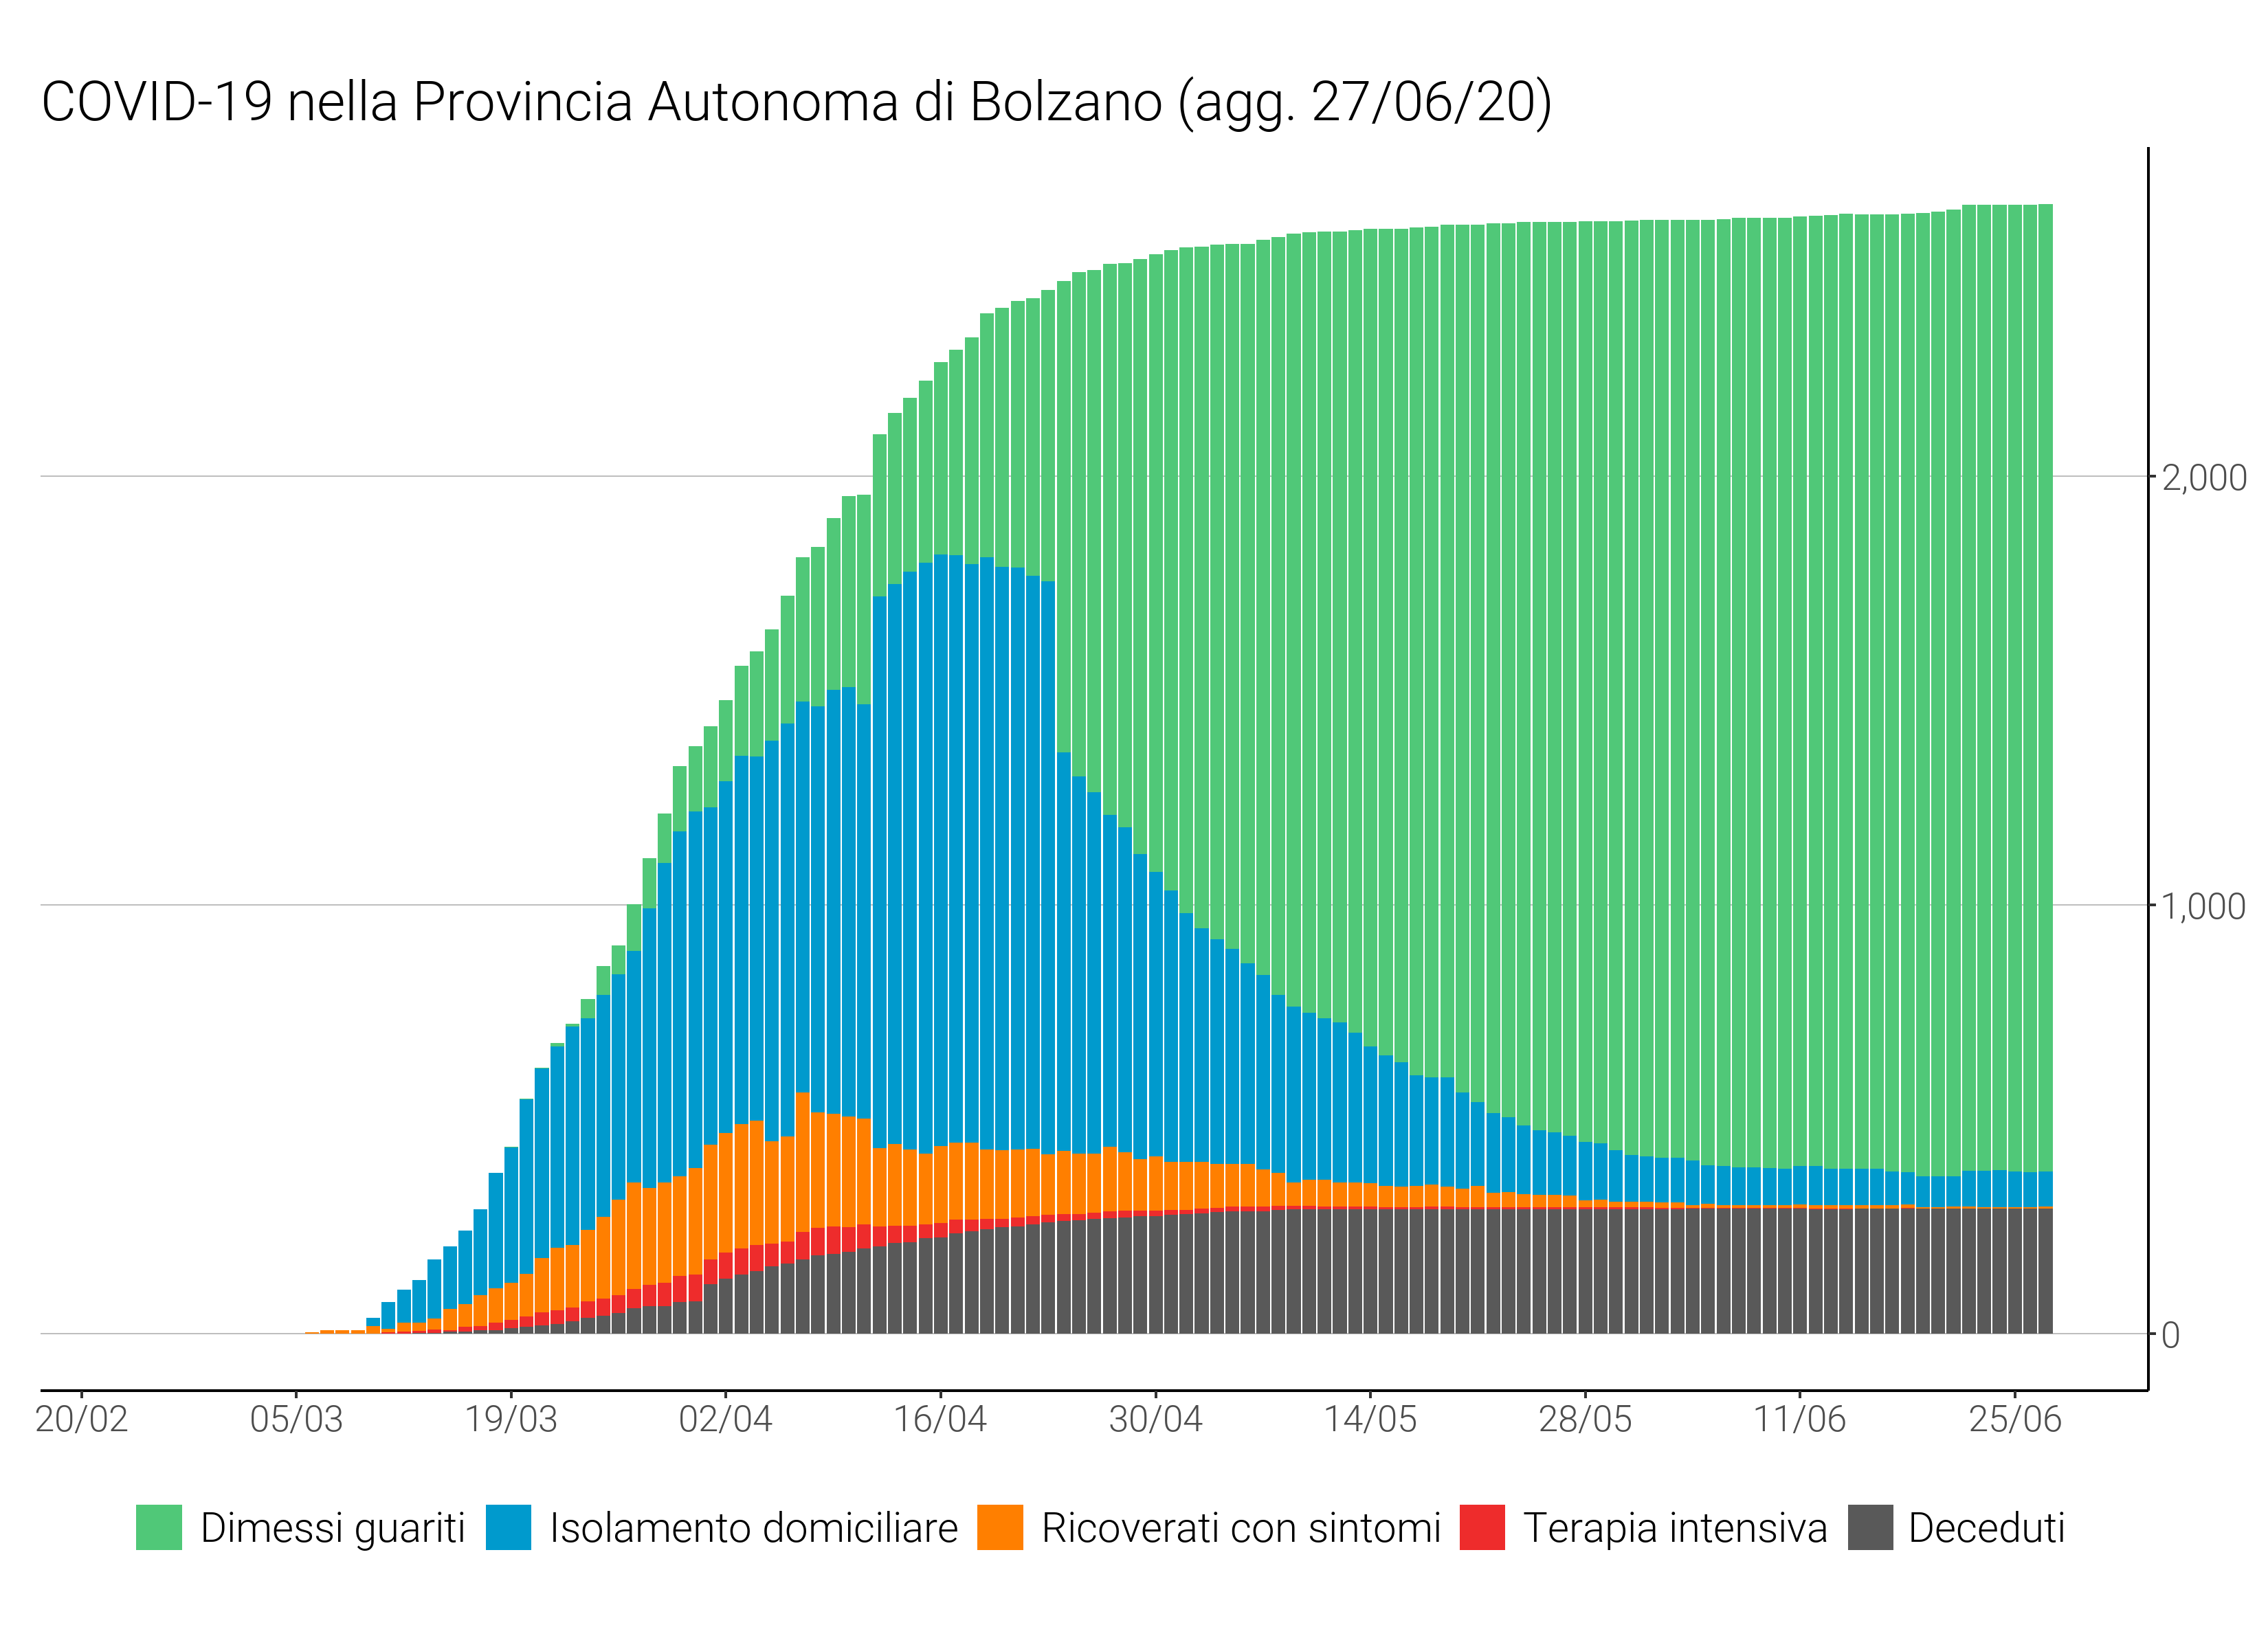 COVID-19 nella Provincia Autonoma di Bolzano (agg. 27/06/20)
2,000
1,000
0
20/02 05/03 19/03 02/04 16/04 30/04 14/05 28/05 11/06 25/06
Dimessi guariti Isolamento domiciliare Ricoverati con sintomi Terapia intensiva Deceduti